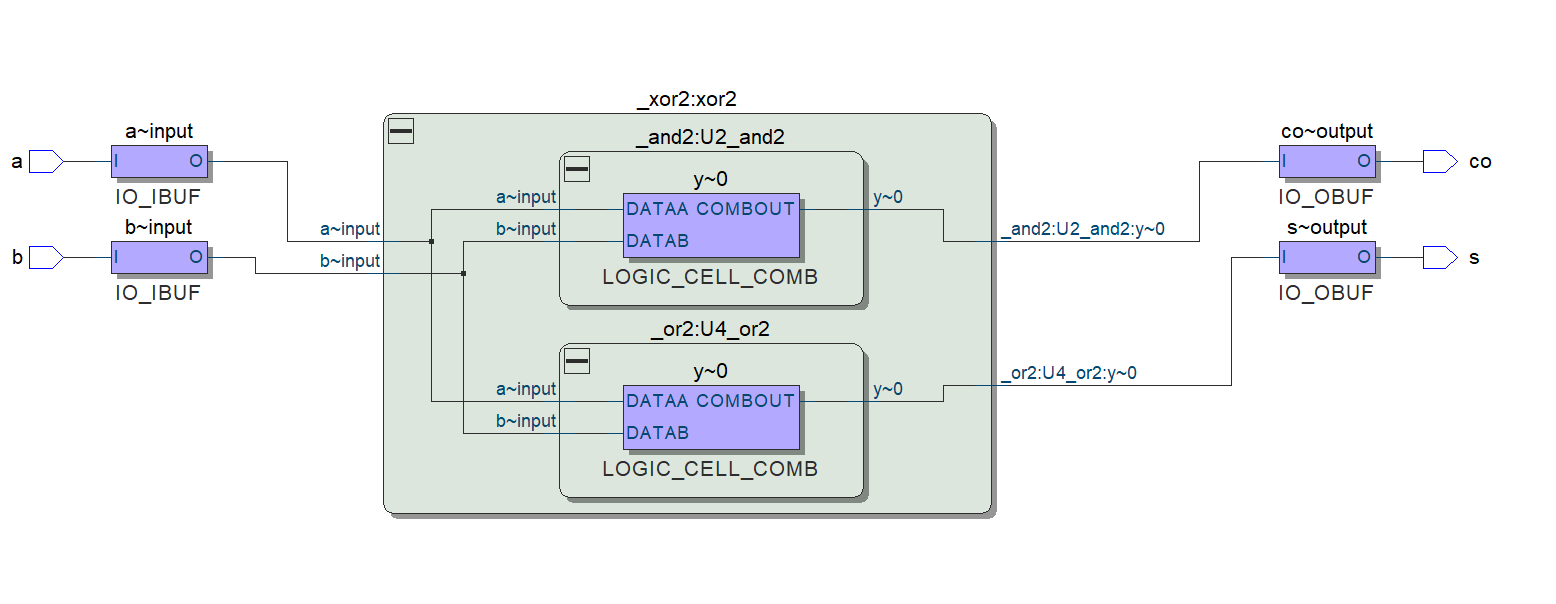 a
a~input
I O
IO_IBUF
b
b~input
I O
IO_IBUF
_xor2:xor2
a~input
b~input
_and2:U2_and2
y~0
a~input
b~input
DATAA COMBOUT
DATAB
LOGIC_CELL_COMB
y~0
_or2:U4_or2
y~0
a~input
b~input
DATAA COMBOUT
DATAB
LOGIC_CELL_COMB
y~0
_and2:U2_and2:y~0
_or2:U4_or2:y~0
co~output
I O
IO_OBUF
co
s~output
I O
IO_OBUF
s